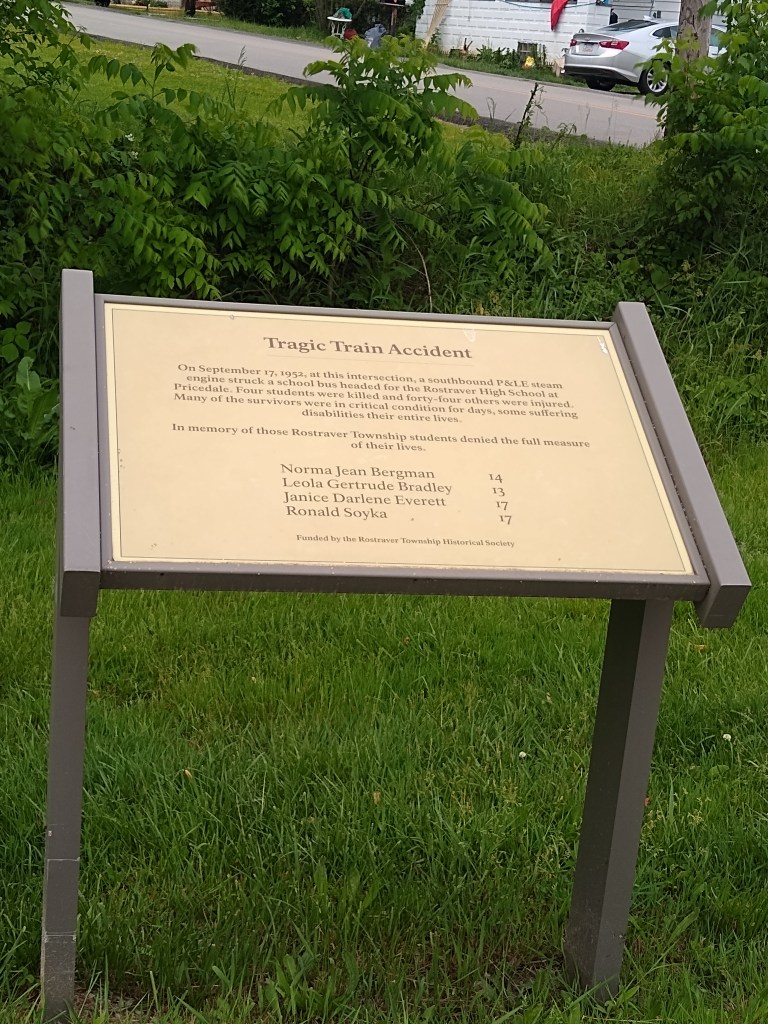 Tragic Train Accident
On September 17, 1952, at this intersection, a southbound P&LE steam
engine struck a school bus headed for the Rostraver High School at
Pricedale. Four students were killed and forty-four others were injured.
Many of the survivors were in critical condition for days, some suffering
disabilities their entire lives.
In memory of those Rostraver Township students denied the full measure
of their lives.
Norma Jean Bergman 14
Leola Gertrude Bradley 13
Janice Darlene Everett 17
Ronald Soyka 17
Funded by the Rostraver Township Historical Society